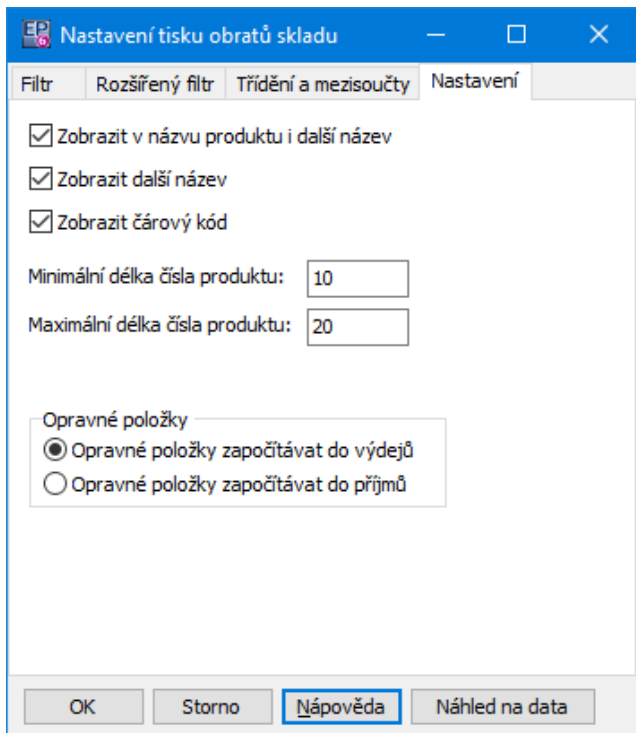 EP6 Nastavení tisku obratů skladu
Filtr Rozšířený filtr Třídění a mezisoučty Nastavení
Zobrazit v názvu produktu i další název
Zobrazit další název
Zobrazit čárový kód
Minimální délka čísla produktu: 10
Maximální délka čísla produktu: 20
Opravné položky
Opravné položky započítávat do výdejů
Opravné položky započítávat do příjmů
OK Storno Nápověda Náhled na data